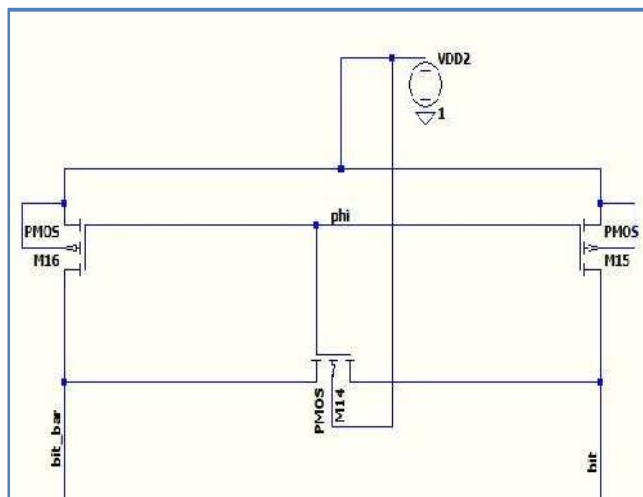 VDD2
1
phi
PMOS
M16
PMOS
M15
PMOS
M14
bit_bar
bit